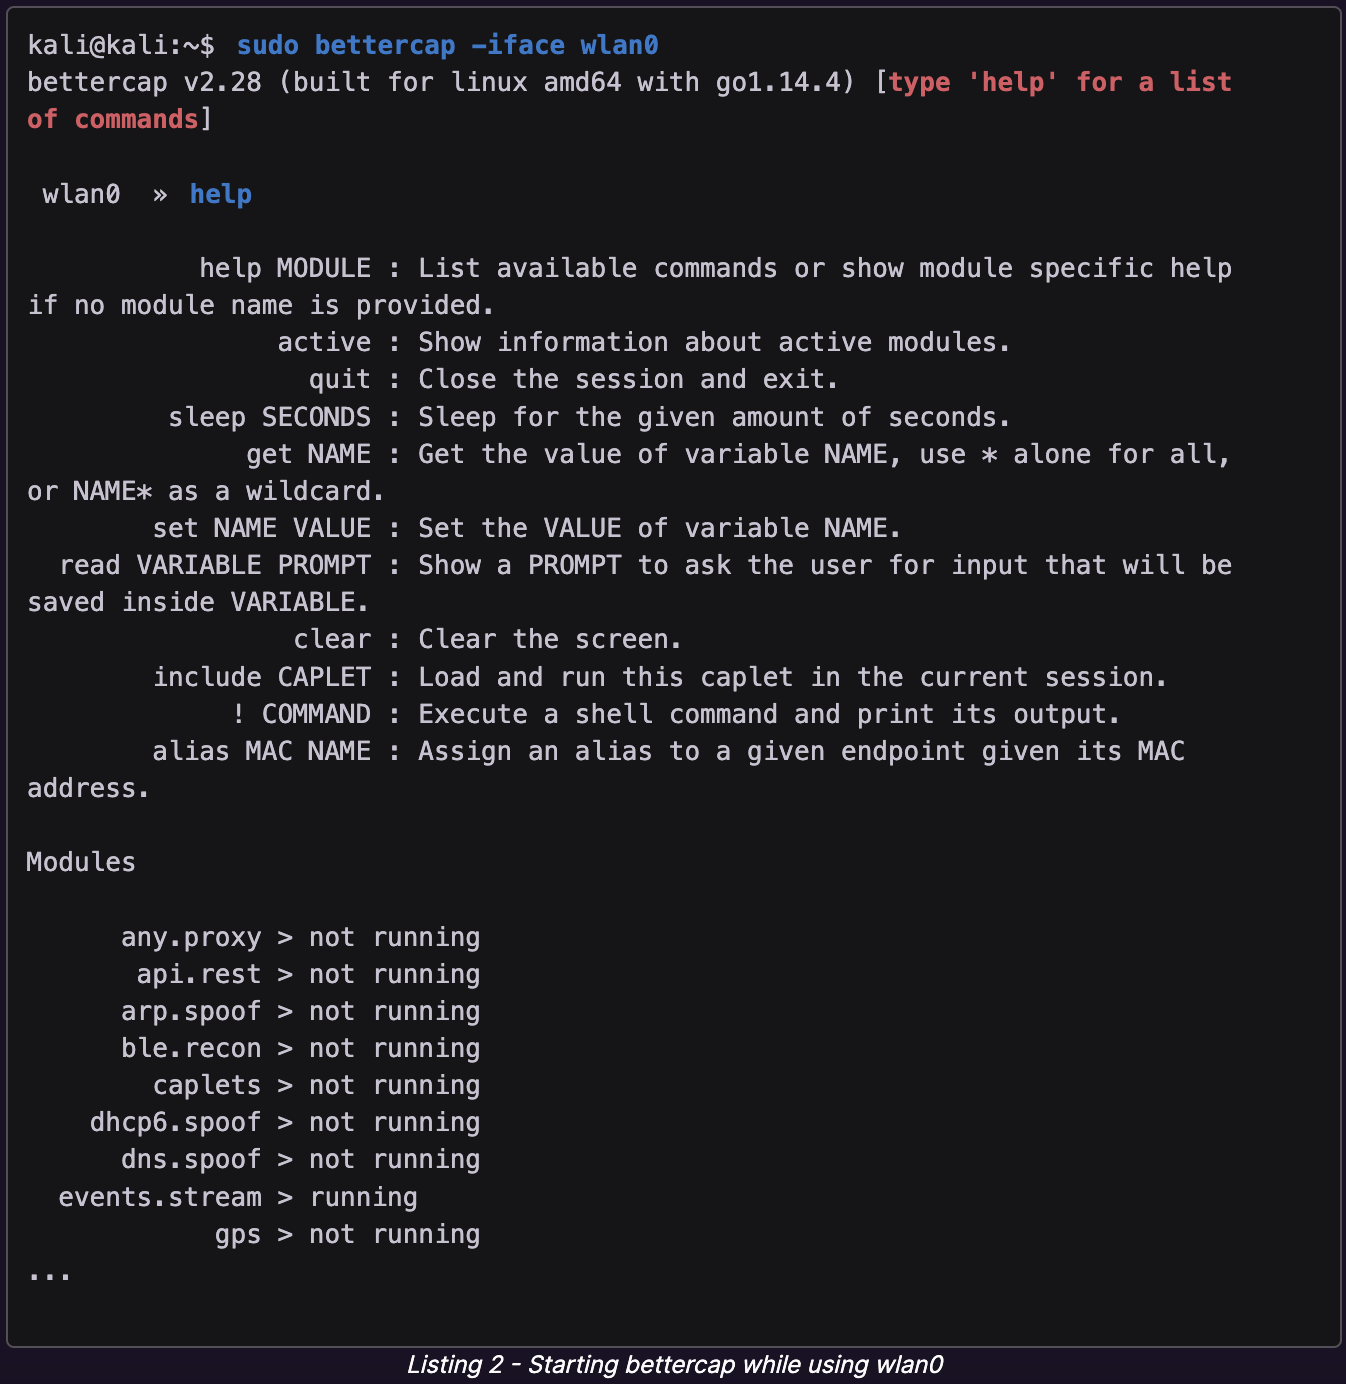 kali@kali:~$ sudo bettercap -iface wlan0
bettercap v2.28 (built for linux amd64 with go1.14.4) [type 'help' for a list
of commands]
wlan0 » help
help MODULE : List available commands or show module specific help
if no module name is provided.
active : Show information about active modules.
quit : Close the session and exit.
sleep SECONDS : Sleep for the given amount of seconds.
get NAME : Get the value of variable NAME, use * alone for all,
or NAME* as a wildcard.
set NAME VALUE : Set the VALUE of variable NAME.
read VARIABLE PROMPT : Show a PROMPT to ask the user for input that will be
saved inside VARIABLE.
clear : Clear the screen.
include CAPLET : Load and run this caplet in the current session.
! COMMAND : Execute a shell command and print its output.
alias MAC NAME : Assign an alias to a given endpoint given its MAC
address.
Modules
any.proxy > not running
api.rest > not running
arp.spoof > not running
ble.recon > not running
caplets > not running
dhcp6.spoof > not running
dns.spoof > not running
events.stream > running
gps > not running
...
Listing 2 - Starting bettercap while using wlan0